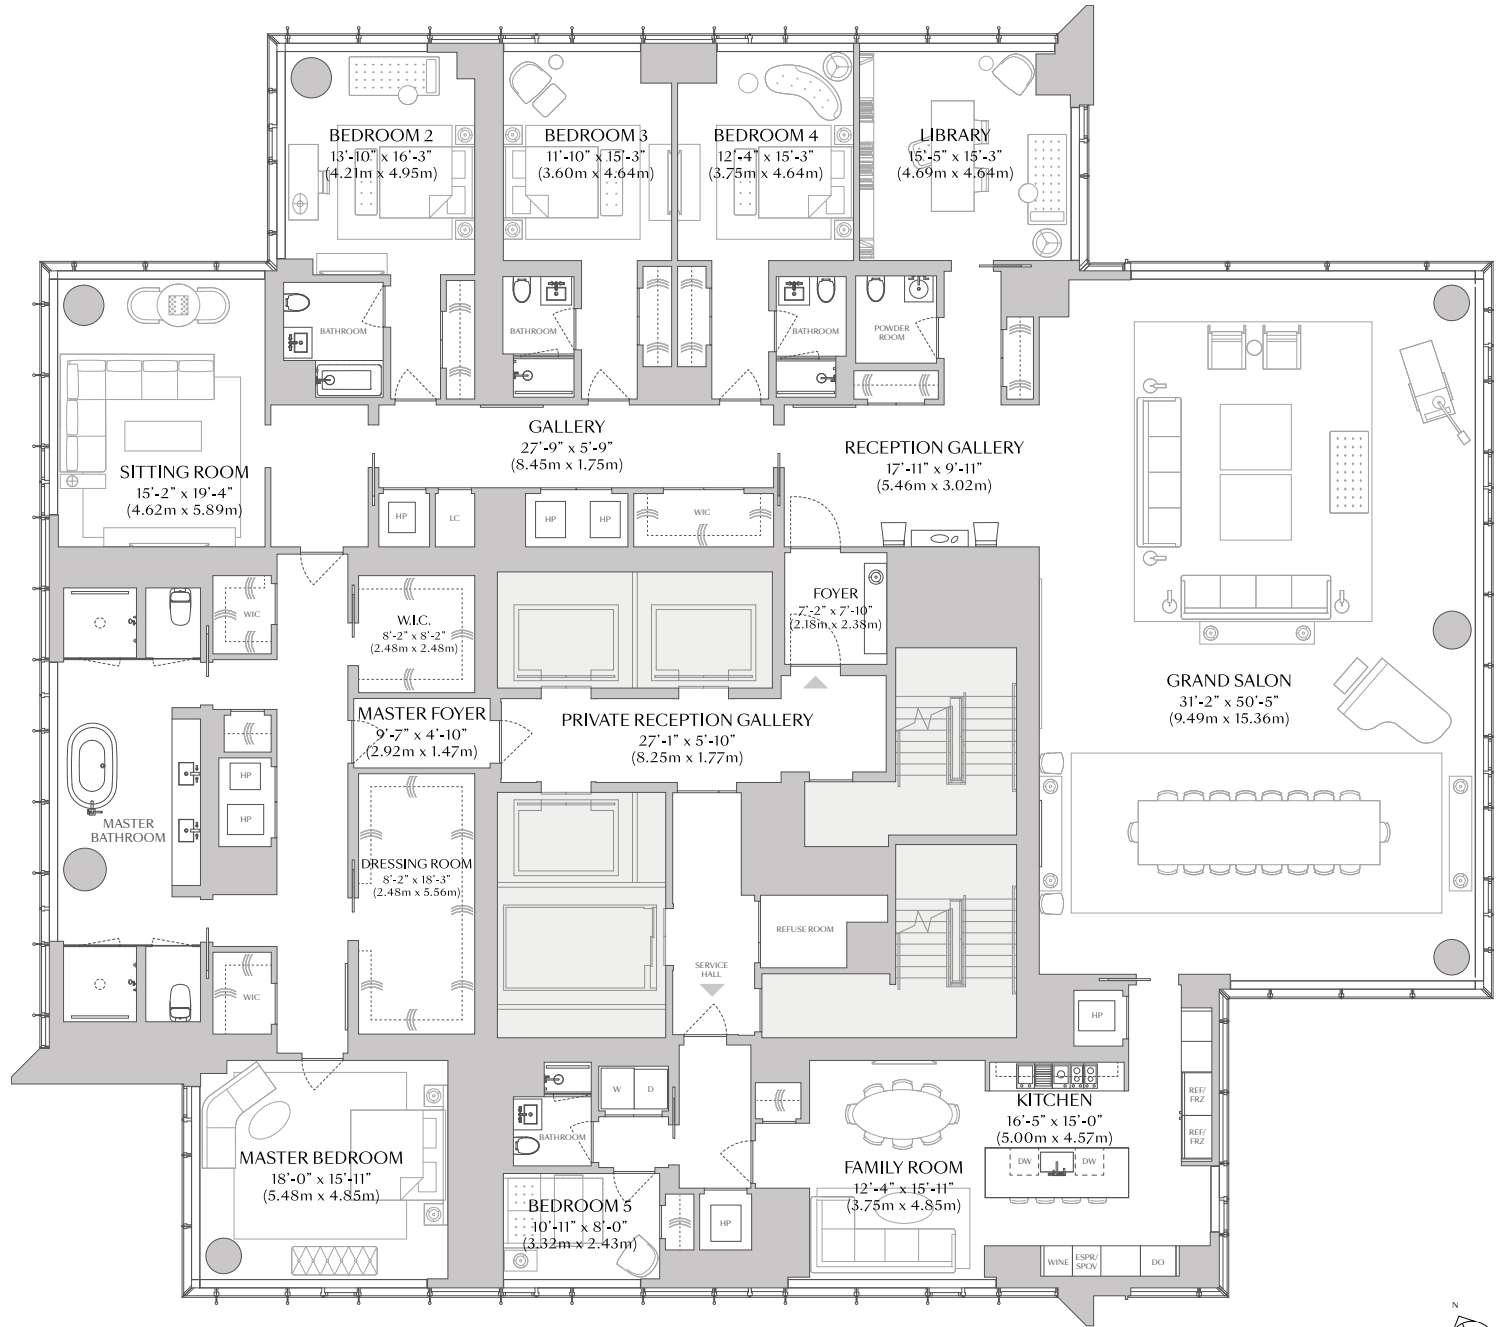 BEDROOM 2
13'-10" x 16'-3"
(4.21m x 4.95m)
BEDROOM 3
11'-10" x 15'-3"
(3.60m x 4.64m)
BEDROOM 4
12'-4" x 15'-3"
(3.75m x 4.64m)
LIBRARY
15'-5" x 15'-3"
(4.69m x 4.64m)
BATHROOM
BATHROOM
BATHROOM
POWDER
ROOM
SITTING ROOM
15'-2" x 19'-4"
(4.62m x 5.89m)
GALLERY
27'-9" x 5'-9"
(8.45m x 1.75m)
RECEPTION GALLERY
17'-11" x 9'-11"
(5.46m x 3.02m)
HP
LC
HP
HP
WIC
WIC
W.I.C.
8'-2" x 8'-2"
(2.48m x 2.48m)
FOYER
7'-2" x 7'-10"
(2.18m x 2.38m)
GRAND SALON
31'-2" x 50'-5"
(9.49m x 15.36m)
MASTER FOYER
9'-7" x 4'-10"
(2.92m x 1.47m)
PRIVATE RECEPTION GALLERY
27'-1" x 5'-10"
(8.25m x 1.77m)
HP
HP
MASTER
BATHROOM
DRESSING ROOM
8'-2" x 18'-3"
(2.48m x 5.56m)
REFUSE ROOM
SERVICE
HALL
WIC
HP
MASTER BEDROOM
18'-0" x 15'-11"
(5.48m x 4.85m)
W
D
BATHROOM
BEDROOM 5
10'-11" x 8'-0"
(3.32m x 2.43m)
HP
FAMILY ROOM
12'-4" x 15'-11"
(3.75m x 4.85m)
KITCHEN
16'-5" x 15'-0"
(5.00m x 4.57m)
DW
DW
REF/
FRZ
REF/
FRZ
WINE
ESPR/
SPOV
DO
N